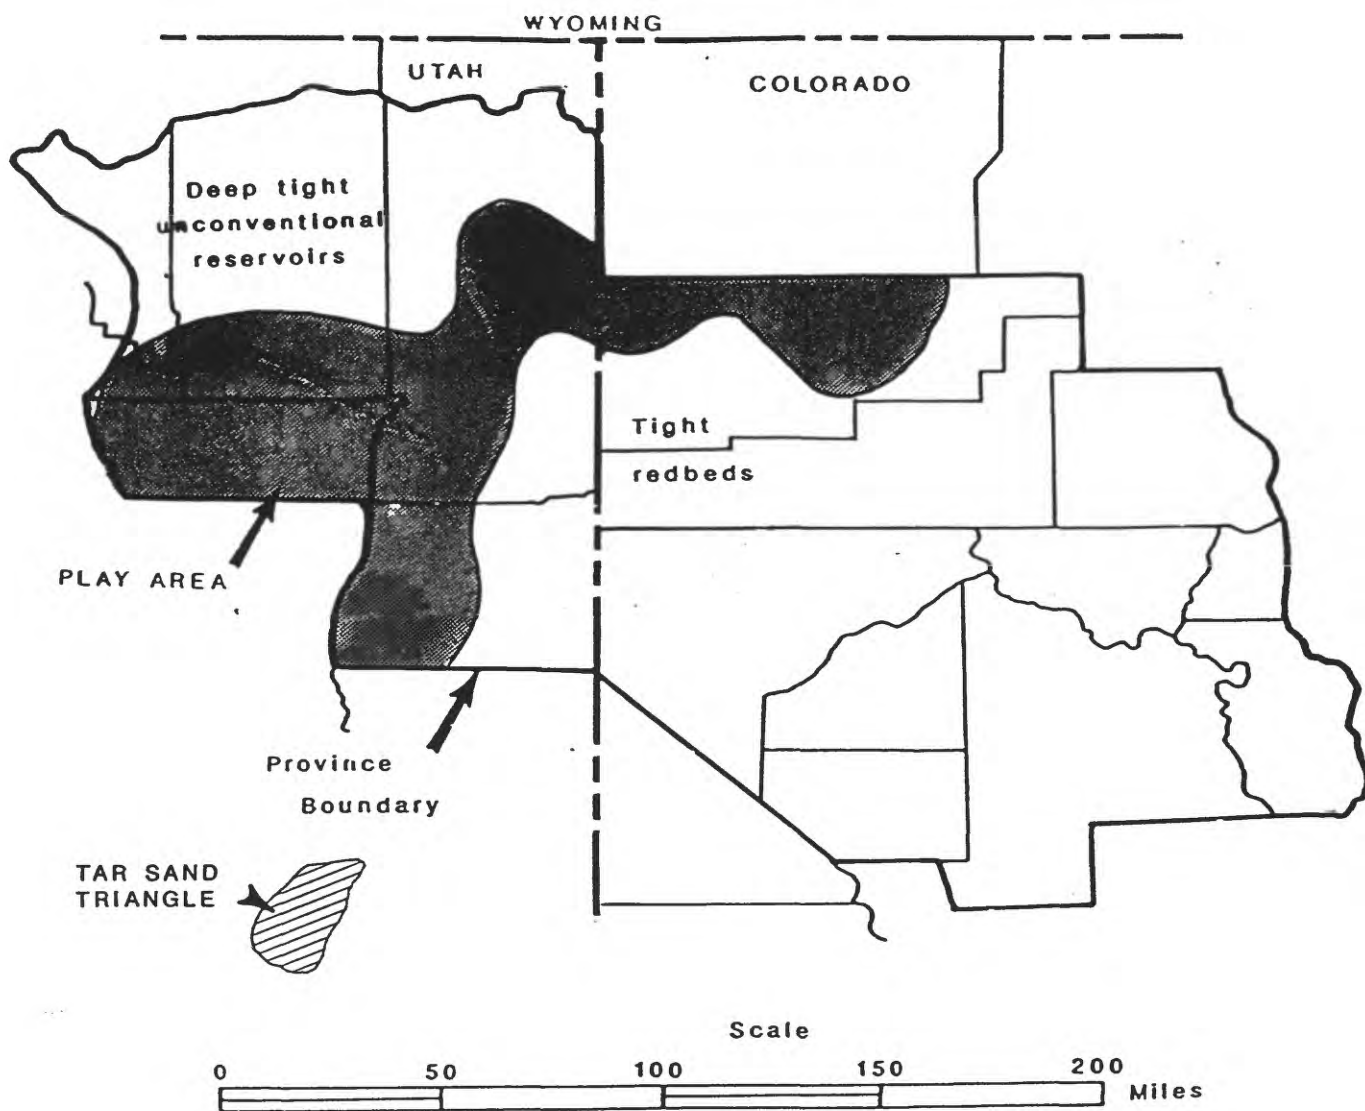 WYOMING
UTAH
COLORADO
Deep tight
unconventional
reservoirs
Tight
redbeds
PLAY AREA
Province
Boundary
TAR SAND
TRIANGLE
Scale
0 50 100 150 200
Miles